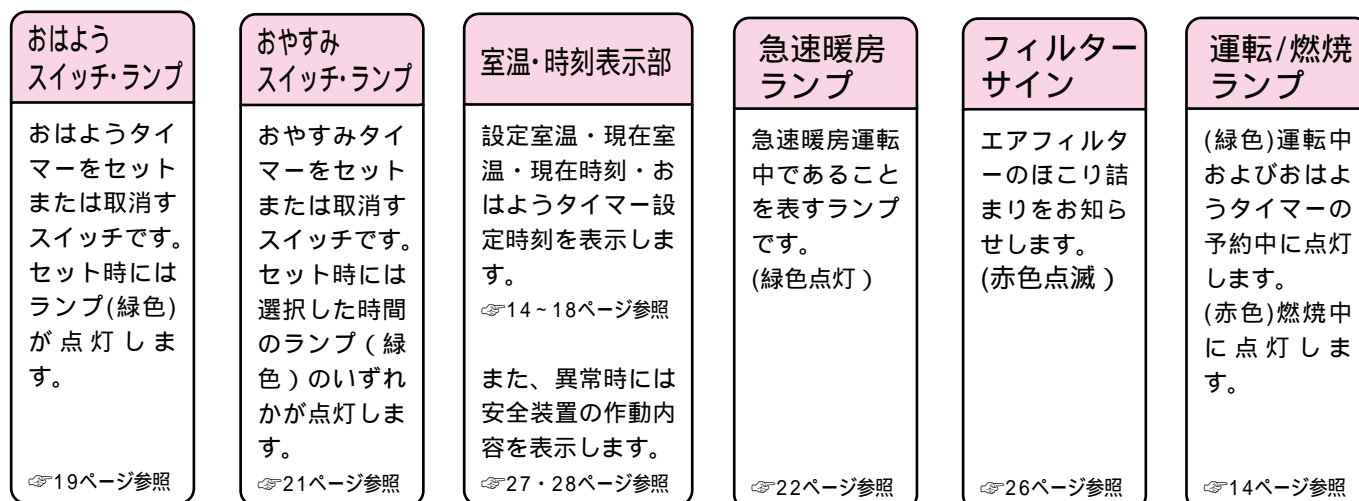 おはよう
スイッチ・ランプ
おはようタイ
マーをセット
または取消す
スイッチです。
セット時には
ランプ(緑色)
が点灯しま
す。
☞19ページ参照
おやすみ
スイッチ・ランプ
おやすみタイ
マーをセット
または取消す
スイッチです。
セット時には
選択した時間
のランプ(緑
色)のいずれ
かが点灯しま
す。
☞21ページ参照
室温・時刻表示部
設定室温・現在室
温・現在時刻・お
はようタイマー設
定時刻を表示しま
す。
☞14~18ページ参照
また、異常時には
安全装置の作動内
容を表示します。
☞27・28ページ参照
急速暖房
ランプ
急速暖房運転
中であること
を表すランプ
です。
(緑色点灯)
☞22ページ参照
フィルター
サイン
エアフィルタ
ーのほこり詰
まりをお知ら
せします。
(赤色点滅)
☞26ページ参照
運転/燃焼
ランプ
(緑色)運転中
およびおはよ
うタイマーの
予約中に点灯
します。
(赤色)燃焼中
に点灯しま
す。
☞14ページ参照